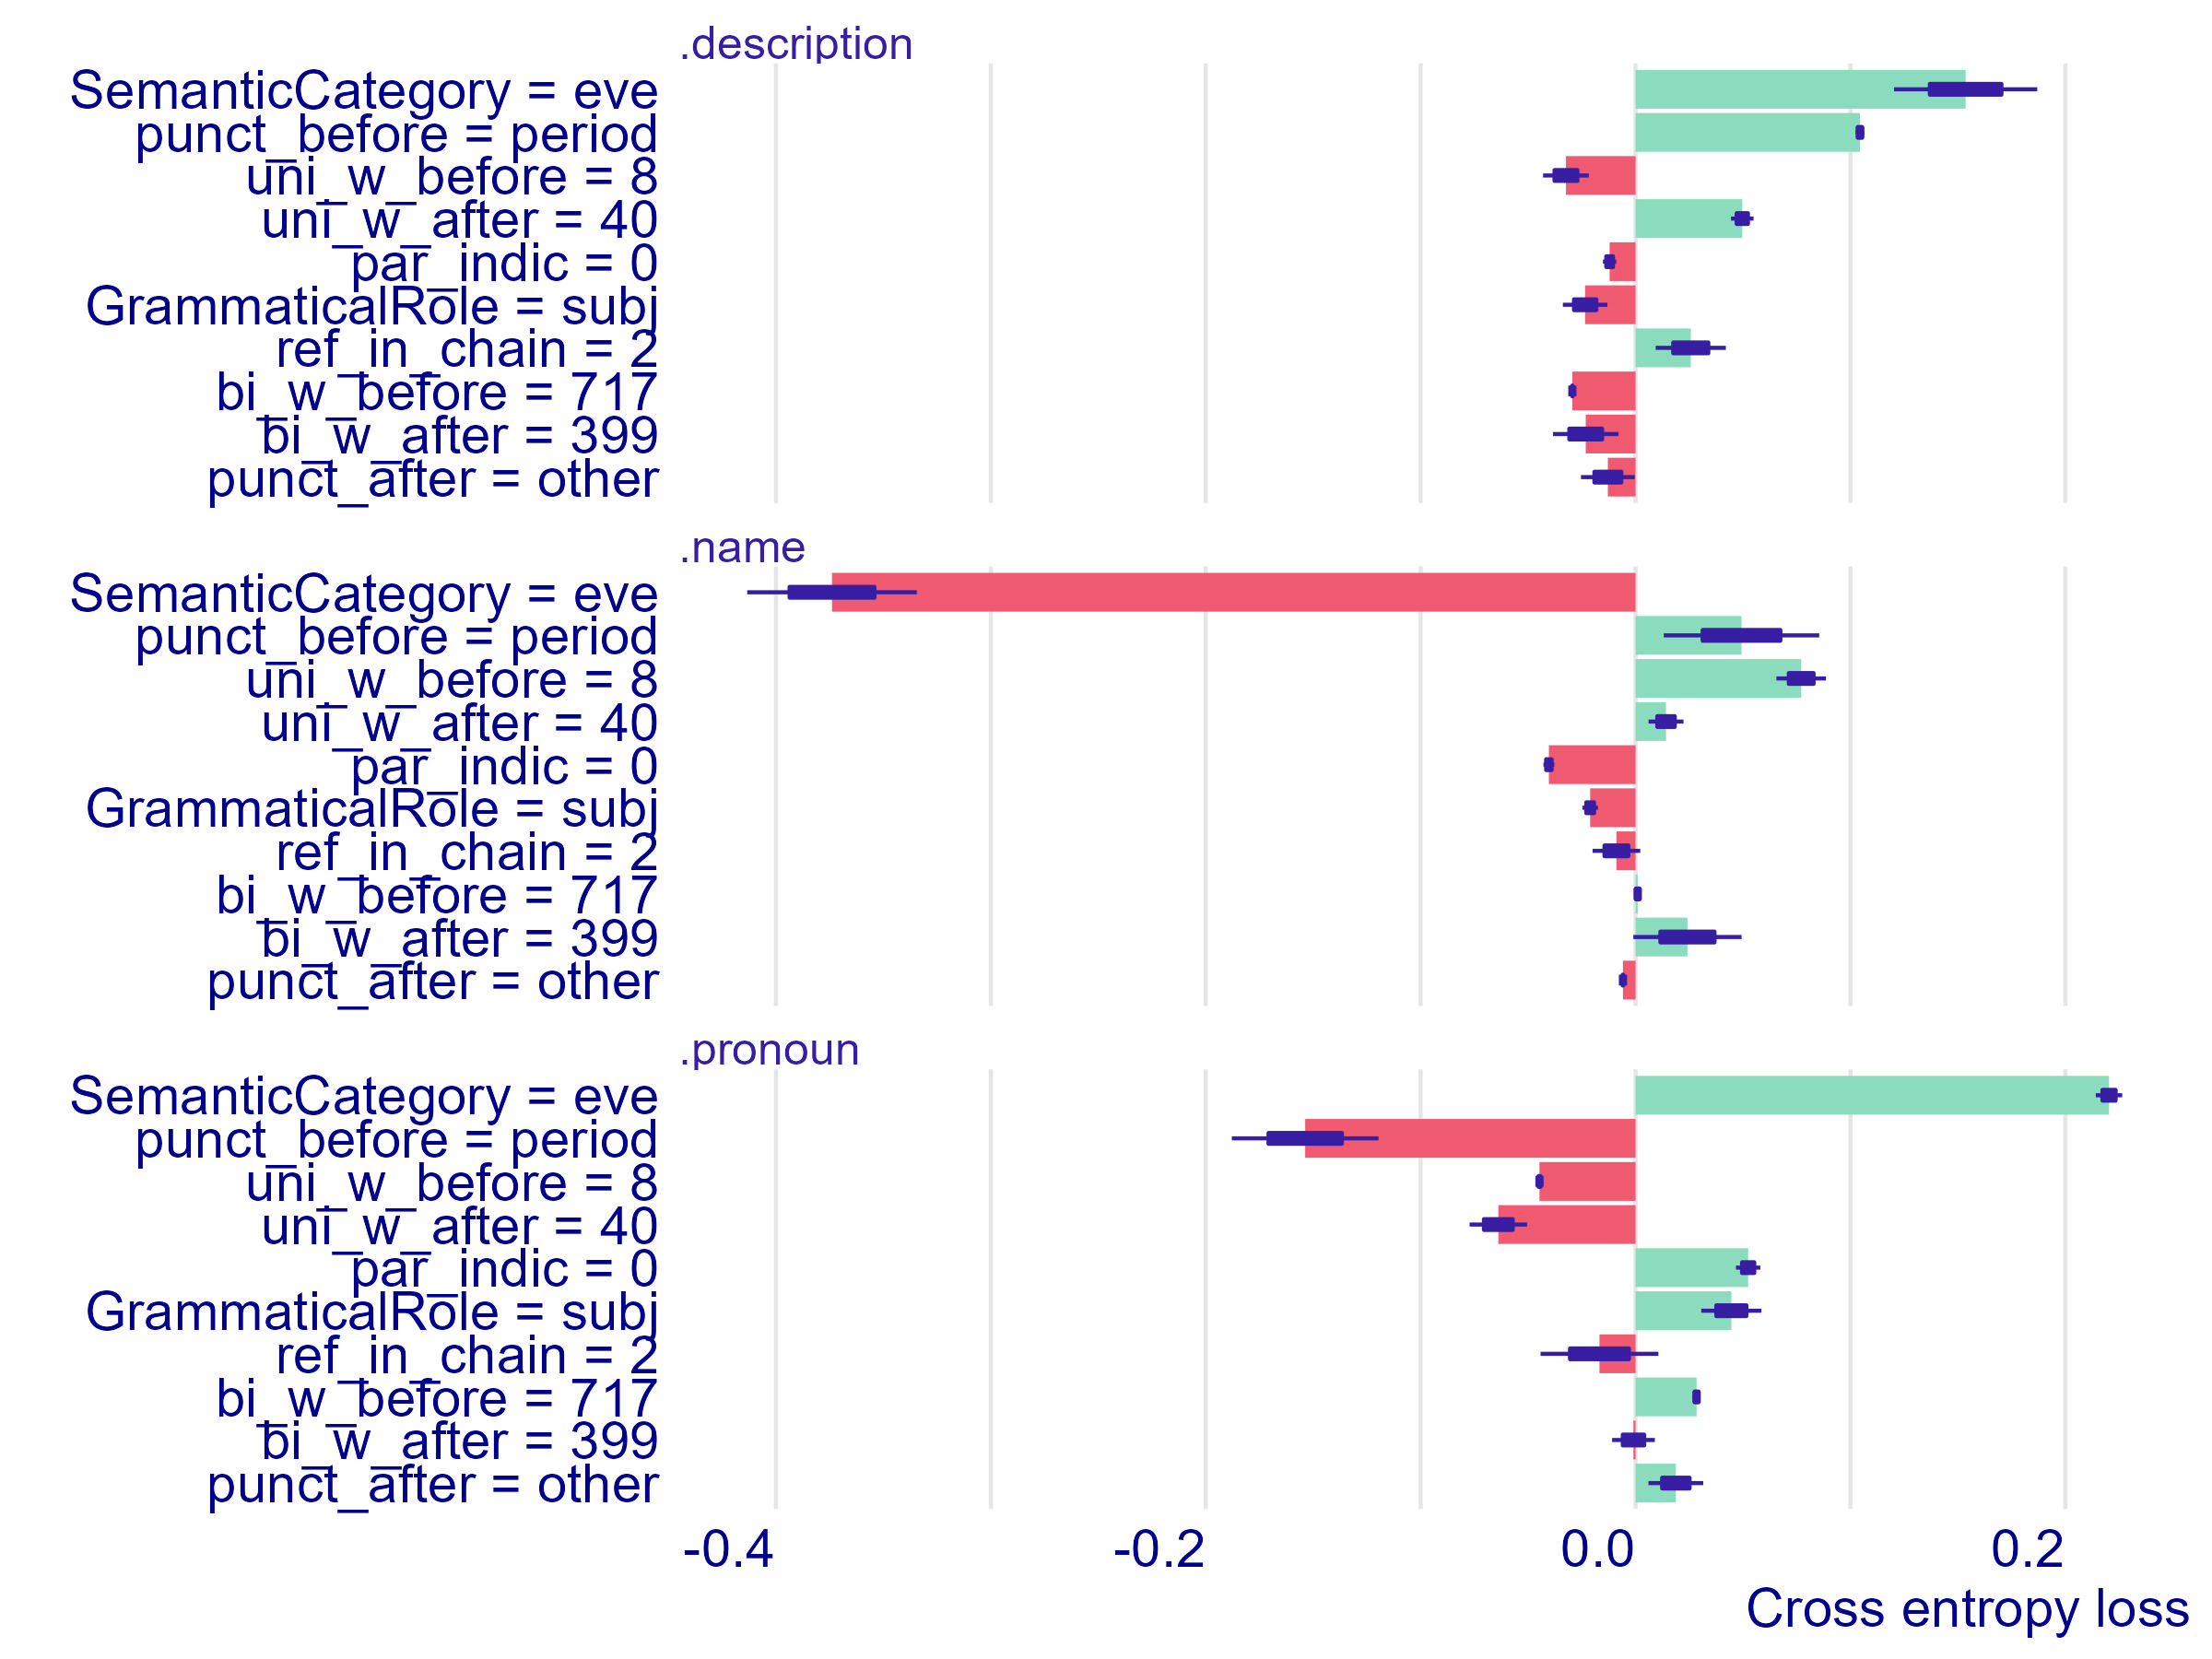 .description
SemanticCategory = eve
punct_before = period
uni_w_before = 8
uni_w_after = 40
par_indic = 0
GrammaticalRole = subj
ref_in_chain = 2
bi_w_before = 717
bi_w_after = 399
punct_after = other
.name
SemanticCategory = eve
punct_before = period
uni_w_before = 8
uni_w_after = 40
par_indic = 0
GrammaticalRole = subj
ref_in_chain = 2
bi_w_before = 717
bi_w_after = 399
punct_after = other
.pronoun
SemanticCategory = eve
punct_before = period
uni_w_before = 8
uni_w_after = 40
par_indic = 0
GrammaticalRole = subj
ref_in_chain = 2
bi_w_before = 717
bi_w_after = 399
punct_after = other
-0.4 -0.2 0.0 0.2
Cross entropy loss